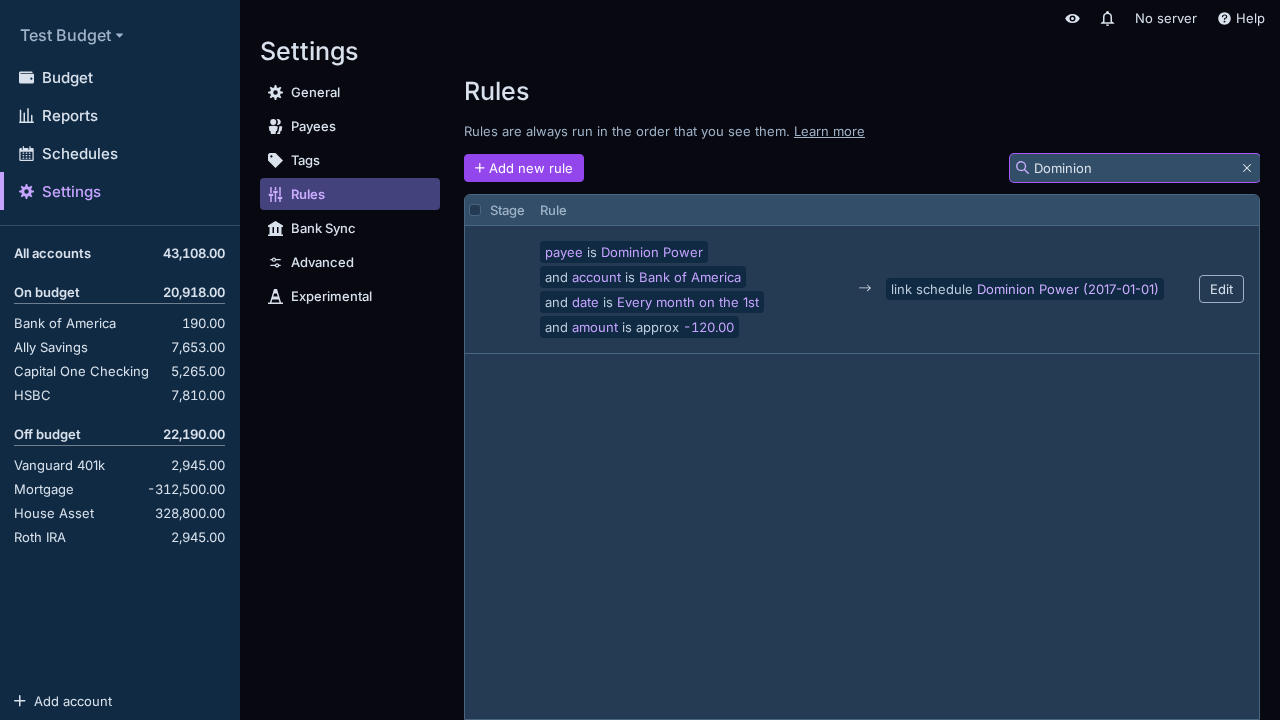 Test Budget
Budget
Reports
Schedules
Settings
All accounts 43,108.00
On budget 20,918.00
Bank of America 190.00
Ally Savings 7,653.00
Capital One Checking 5,265.00
HSBC 7,810.00
Off budget 22,190.00
Vanguard 401k 2,945.00
Mortgage -312,500.00
House Asset 328,800.00
Roth IRA 2,945.00
Add account
No server Help
Settings
General
Payees
Tags
Rules
Bank Sync
Advanced
Experimental
Rules
Rules are always run in the order that you see them. Learn more
Add new rule
Dominion
Stage Rule
payee is Dominion Power
and account is Bank of America
and date is Every month on the 1st
and amount is approx -120.00
→ link schedule Dominion Power (2017-01-01)
Edit